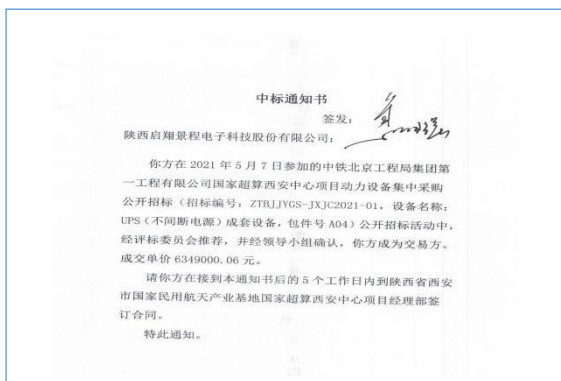 中标通知书
签发：
陕西启翔景程电子科技股份有限公司：
你方在 2021 年 5 月 7 日参加的中铁北京工程局集团第
一工程有限公司国家超算西安中心项目动力设备集中采购
公开招标（招标编号：ZTBJJYGS-JXJC2021-01，设备名称：
UPS（不间断电源）成套设备，包件号 A04）公开招标活动中，
经评标委员会推荐，并经领导小组确认，你方成为交易方。
成交单价 6349000.06 元。
请你方在接到本通知书后的 5 个工作日内到陕西省西安
市国家民用航天产业基地国家超算西安中心项目经理部签
订合同。
特此通知。